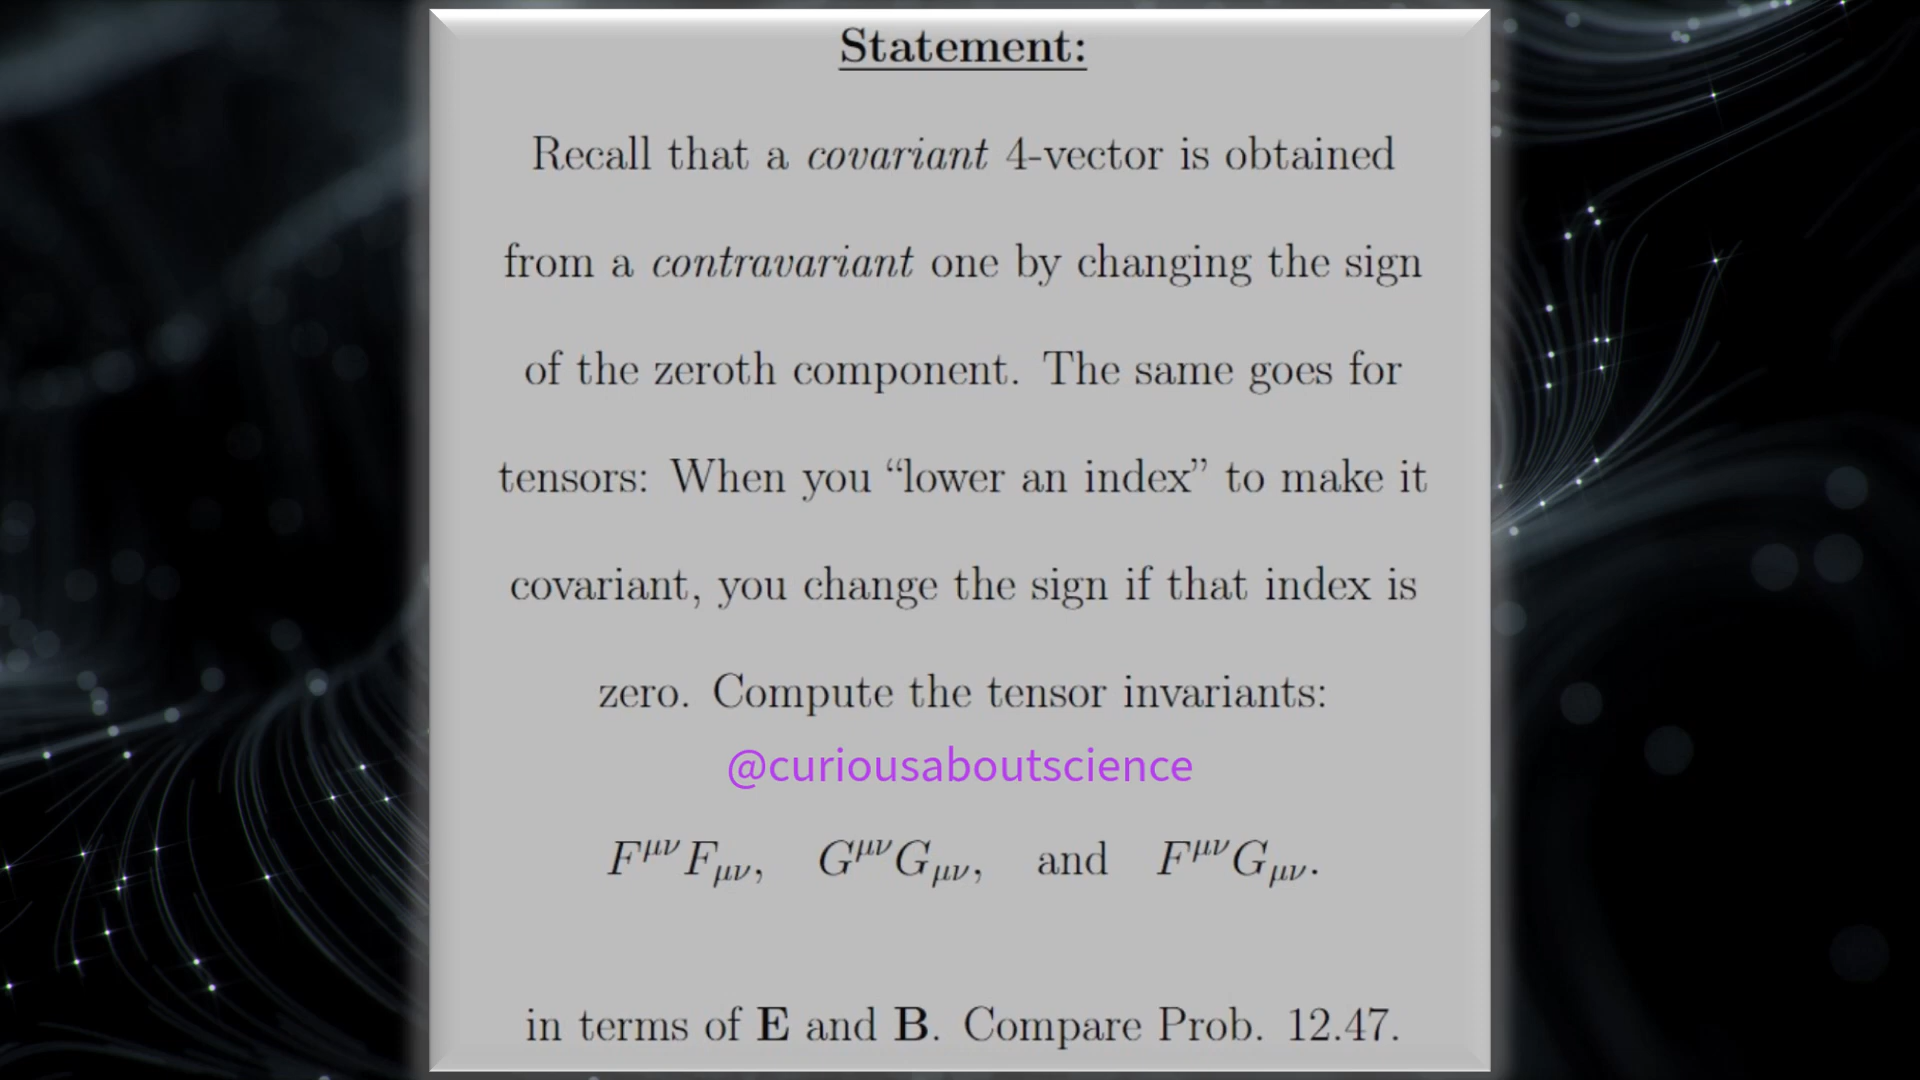 Statement:
Recall that a covariant 4-vector is obtained
from a contravariant one by changing the sign
of the zeroth component. The same goes for
tensors: When you “lower an index” to make it
covariant, you change the sign if that index is
zero. Compute the tensor invariants:
@curiousaboutscience
F^{μν}F_{μν}, G^{μν}G_{μν}, and F^{μν}G_{μν}.
in terms of E and B. Compare Prob. 12.47.